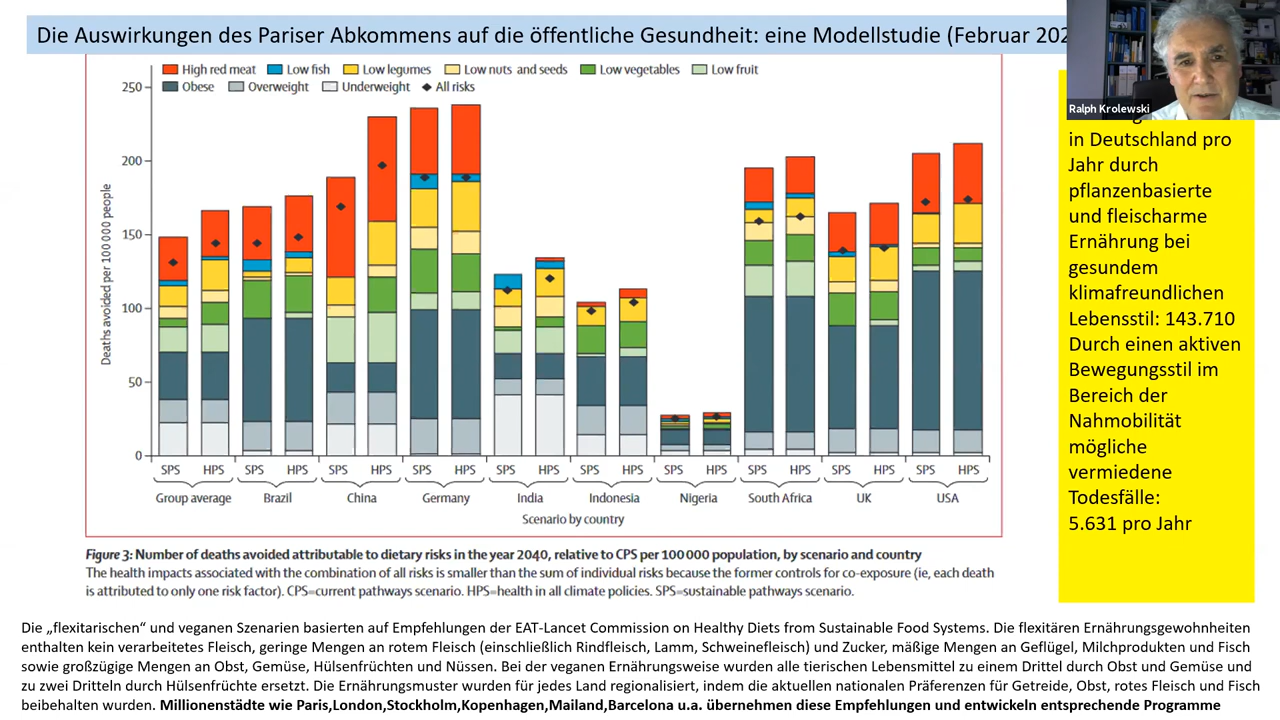 Die Auswirkungen des Pariser Abkommens auf die öffentliche Gesundheit: eine Modellstudie (Februar
Ralph Krolewski
High red meat Low fish Low legumes Low nuts and seeds Low vegetables Low fruit
Obese Overweight Underweight All risks
Deaths avoided per 100 000 people
250
200
150
100
50
0
SPS HPS SPS HPS SPS HPS SPS HPS SPS HPS SPS HPS SPS HPS SPS HPS SPS HPS SPS HPS
Group average Brazil China Germany India Indonesia Nigeria South Africa UK USA
Scenario by country
Figure 3: Number of deaths avoided attributable to dietary risks in the year 2040, relative to CPS per 100 000 population, by scenario and country
The health impacts associated with the combination of all risks is smaller than the sum of individual risks because the former controls for co-exposure (ie, each death
is attributed to only one risk factor). CPS=current pathways scenario. HPS=health in all climate policies. SPS=sustainable pathways scenario.
in Deutschland pro
Jahr durch
pflanzenbasierte
und fleischarme
Ernährung bei
gesundem
klimafreundlichen
Lebensstil: 143.710
Durch einen aktiven
Bewegungsstil im
Bereich der
Nahmobilität
mögliche
vermiedene
Todesfälle:
5.631 pro Jahr
Die „flexitarischen“ und veganen Szenarien basierten auf Empfehlungen der EAT-Lancet Commission on Healthy Diets from Sustainable Food Systems. Die flexitären Ernährungsgewohnheiten
enthalten kein verarbeitetes Fleisch, geringe Mengen an rotem Fleisch (einschließlich Rindfleisch, Lamm, Schweinefleisch) und Zucker, mäßige Mengen an Geflügel, Milchprodukten und Fisch
sowie großzügige Mengen an Obst, Gemüse, Hülsenfrüchten und Nüssen. Bei der veganen Ernährungsweise wurden alle tierischen Lebensmittel zu einem Drittel durch Obst und Gemüse und
zu zwei Dritteln durch Hülsenfrüchte ersetzt. Die Ernährungsmuster wurden für jedes Land regionalisiert, indem die aktuellen nationalen Präferenzen für Getreide, Obst, rotes Fleisch und Fisch
beibehalten wurden. Millionenstädte wie Paris,London,Stockholm,Kopenhagen,Mailand,Barcelona u.a. übernehmen diese Empfehlungen und entwickeln entsprechende Programme